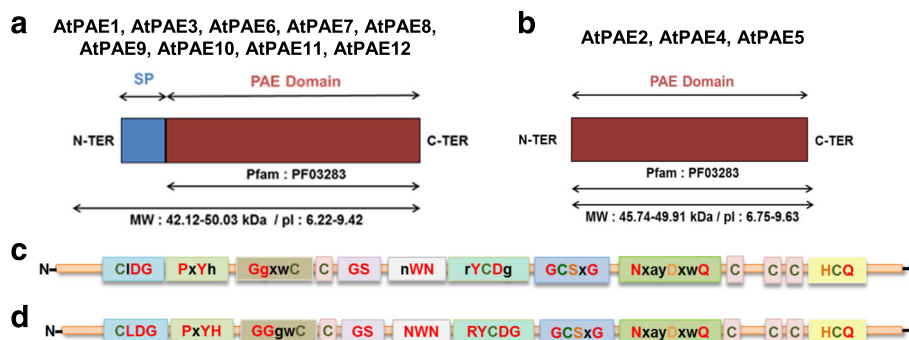 a
AtPAE1, AtPAE3, AtPAE6, AtPAE7, AtPAE8,
AtPAE9, AtPAE10, AtPAE11, AtPAE12
SP
PAE Domain
N-TER
C-TER
Pfam : PF03283
MW : 42.12-50.03 kDa / pI : 6.22-9.42
b
AtPAE2, AtPAE4, AtPAE5
PAE Domain
N-TER
C-TER
Pfam : PF03283
MW : 45.74-49.91 kDa / pI : 6.75-9.63
c
N- ClDG PxYh GgxwC C GS nWN rYCDg GCSxG NxayDxwQ C C C HCQ
d
N- CLDG PxYH GGgwC C GS NWN RYCDG GCSxG NxayDxwQ C C C HCQ